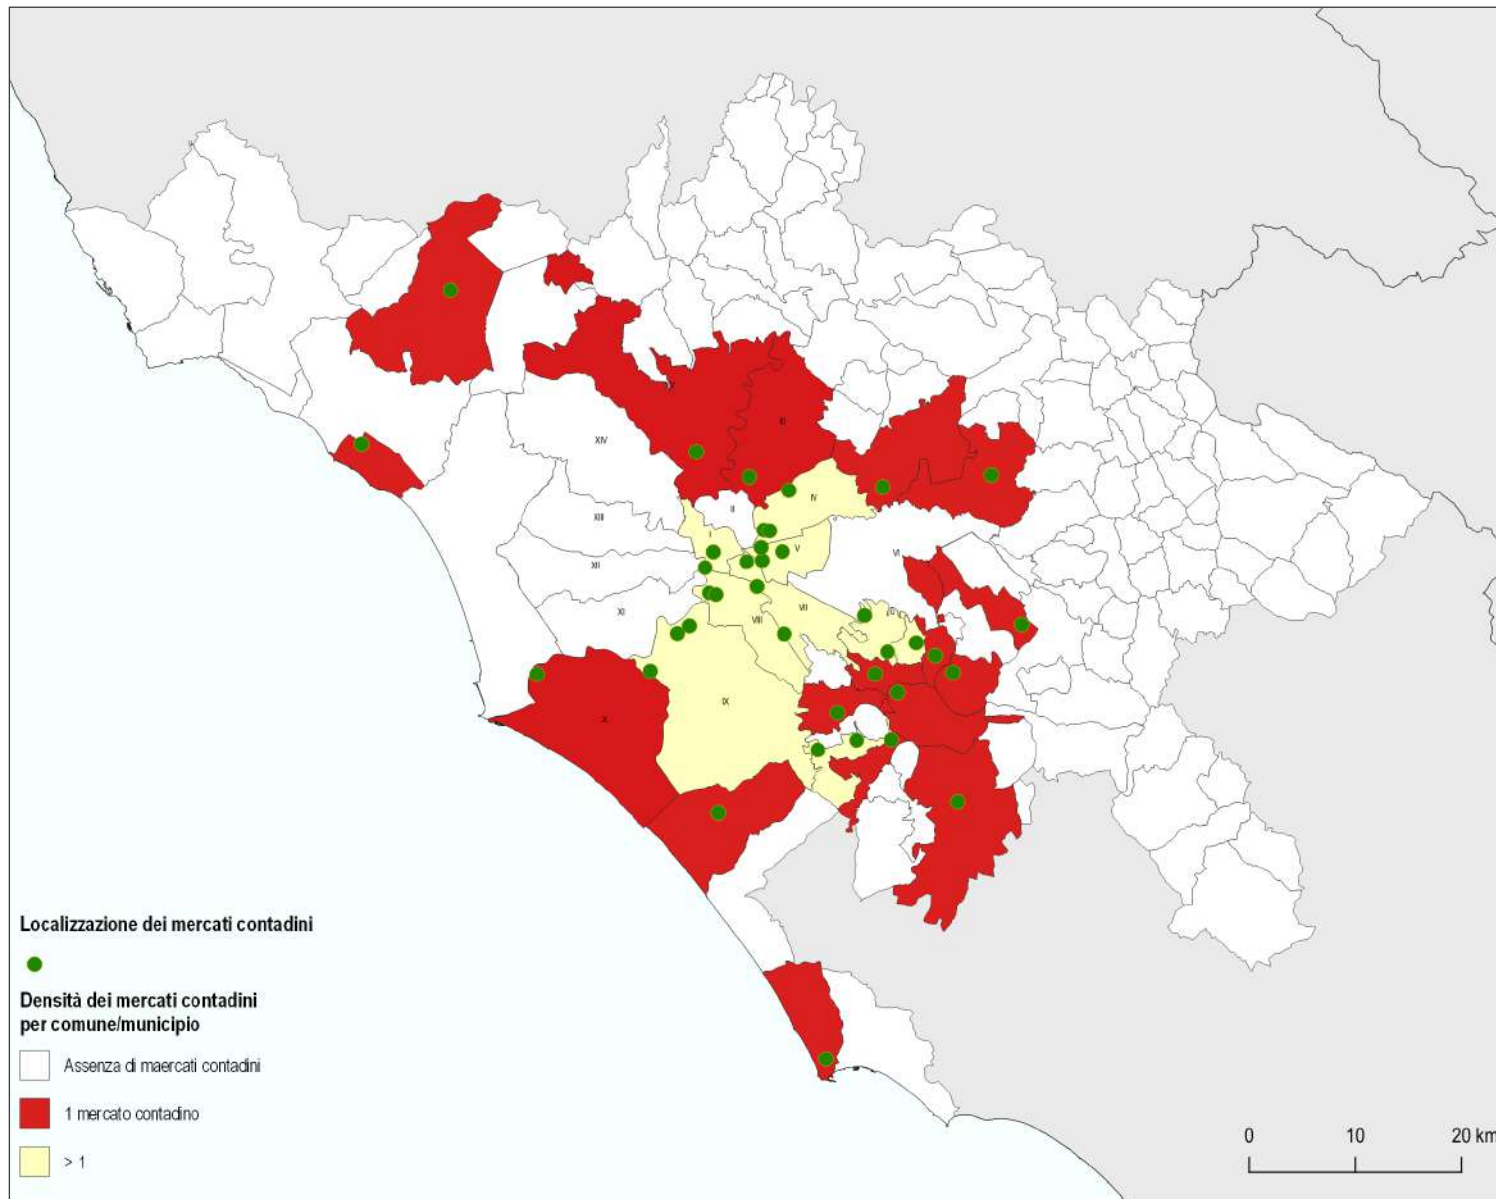 III
XIV
IV
II
XIII
I
V
XII
VI
XI
VII
VIII
IX
X
Localizzazione dei mercati contadini
Densità dei mercati contadini
per comune/municipio
Assenza di maercati contadini
1 mercato contadino
> 1
0 10 20 km